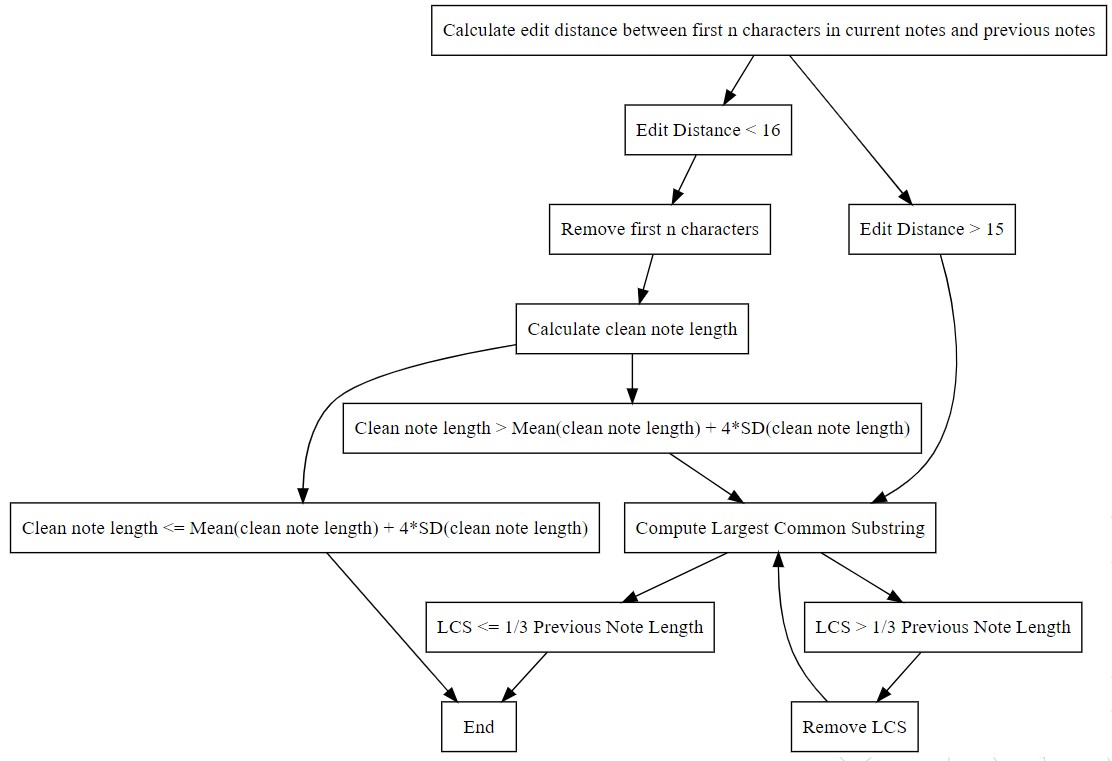 Calculate edit distance between first n characters in current notes and previous notes
Edit Distance < 16
Remove first n characters
Edit Distance > 15
Calculate clean note length
Clean note length > Mean(clean note length) + 4*SD(clean note length)
Clean note length <= Mean(clean note length) + 4*SD(clean note length)
Compute Largest Common Substring
LCS <= 1/3 Previous Note Length
LCS > 1/3 Previous Note Length
End
Remove LCS